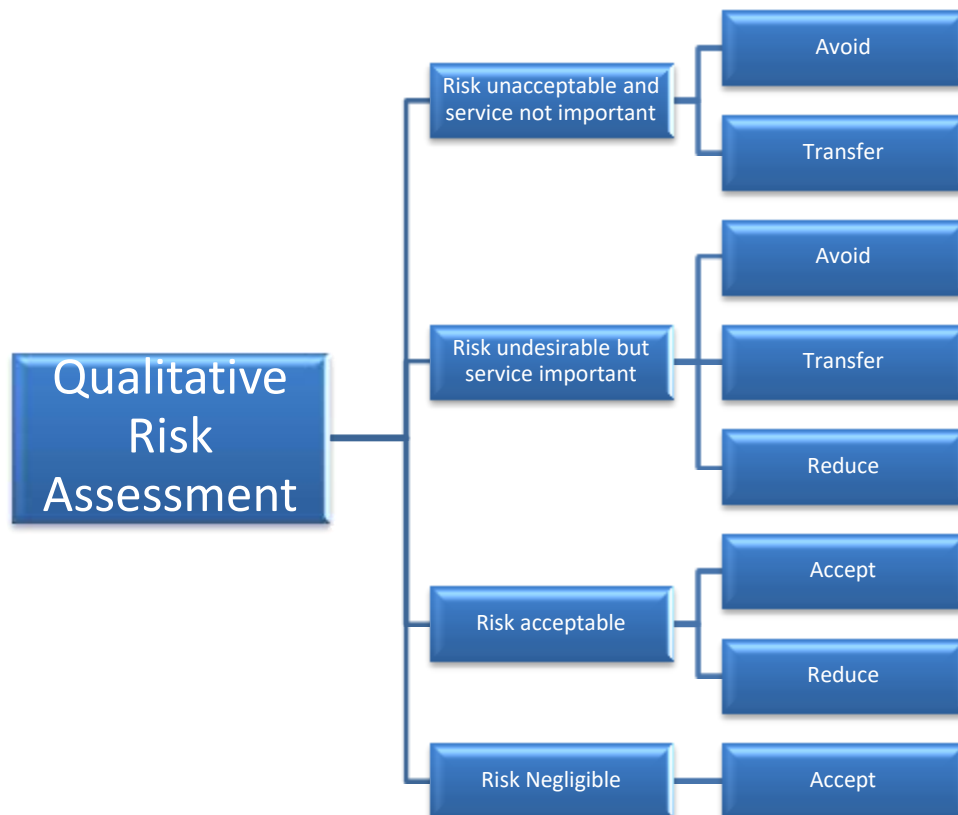 Qualitative
Risk
Assessment
Risk unacceptable and
service not important
Avoid
Transfer
Risk undesirable but
service important
Avoid
Transfer
Reduce
Risk acceptable
Accept
Reduce
Risk Negligible
Accept